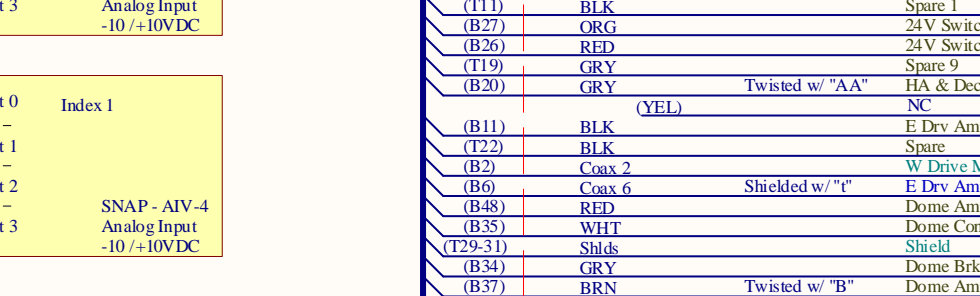 t 3 Analog Input
-10 /+10VDC
t 0 Index 1
–
t 1
–
t 2
– SNAP - AIV-4
t 3 Analog Input
-10 /+10VDC
(T11) BLK Spare 1
(B27) ORG 24V Switc
(B26) RED 24V Switc
(T19) GRY Spare 9
(B20) GRY Twisted w/ "AA" HA & Dec
(YEL) NC
(B11) BLK E Drv Am
(T22) BLK Spare
(B2) Coax 2 W Drive M
(B6) Coax 6 Shielded w/ "t" E Drv Am
(B48) RED Dome Am
(B35) WHT Dome Con
(T29-31) Shlds Shield
(B34) GRY Dome Brk
(B37) BRN Twisted w/ "B" Dome Am